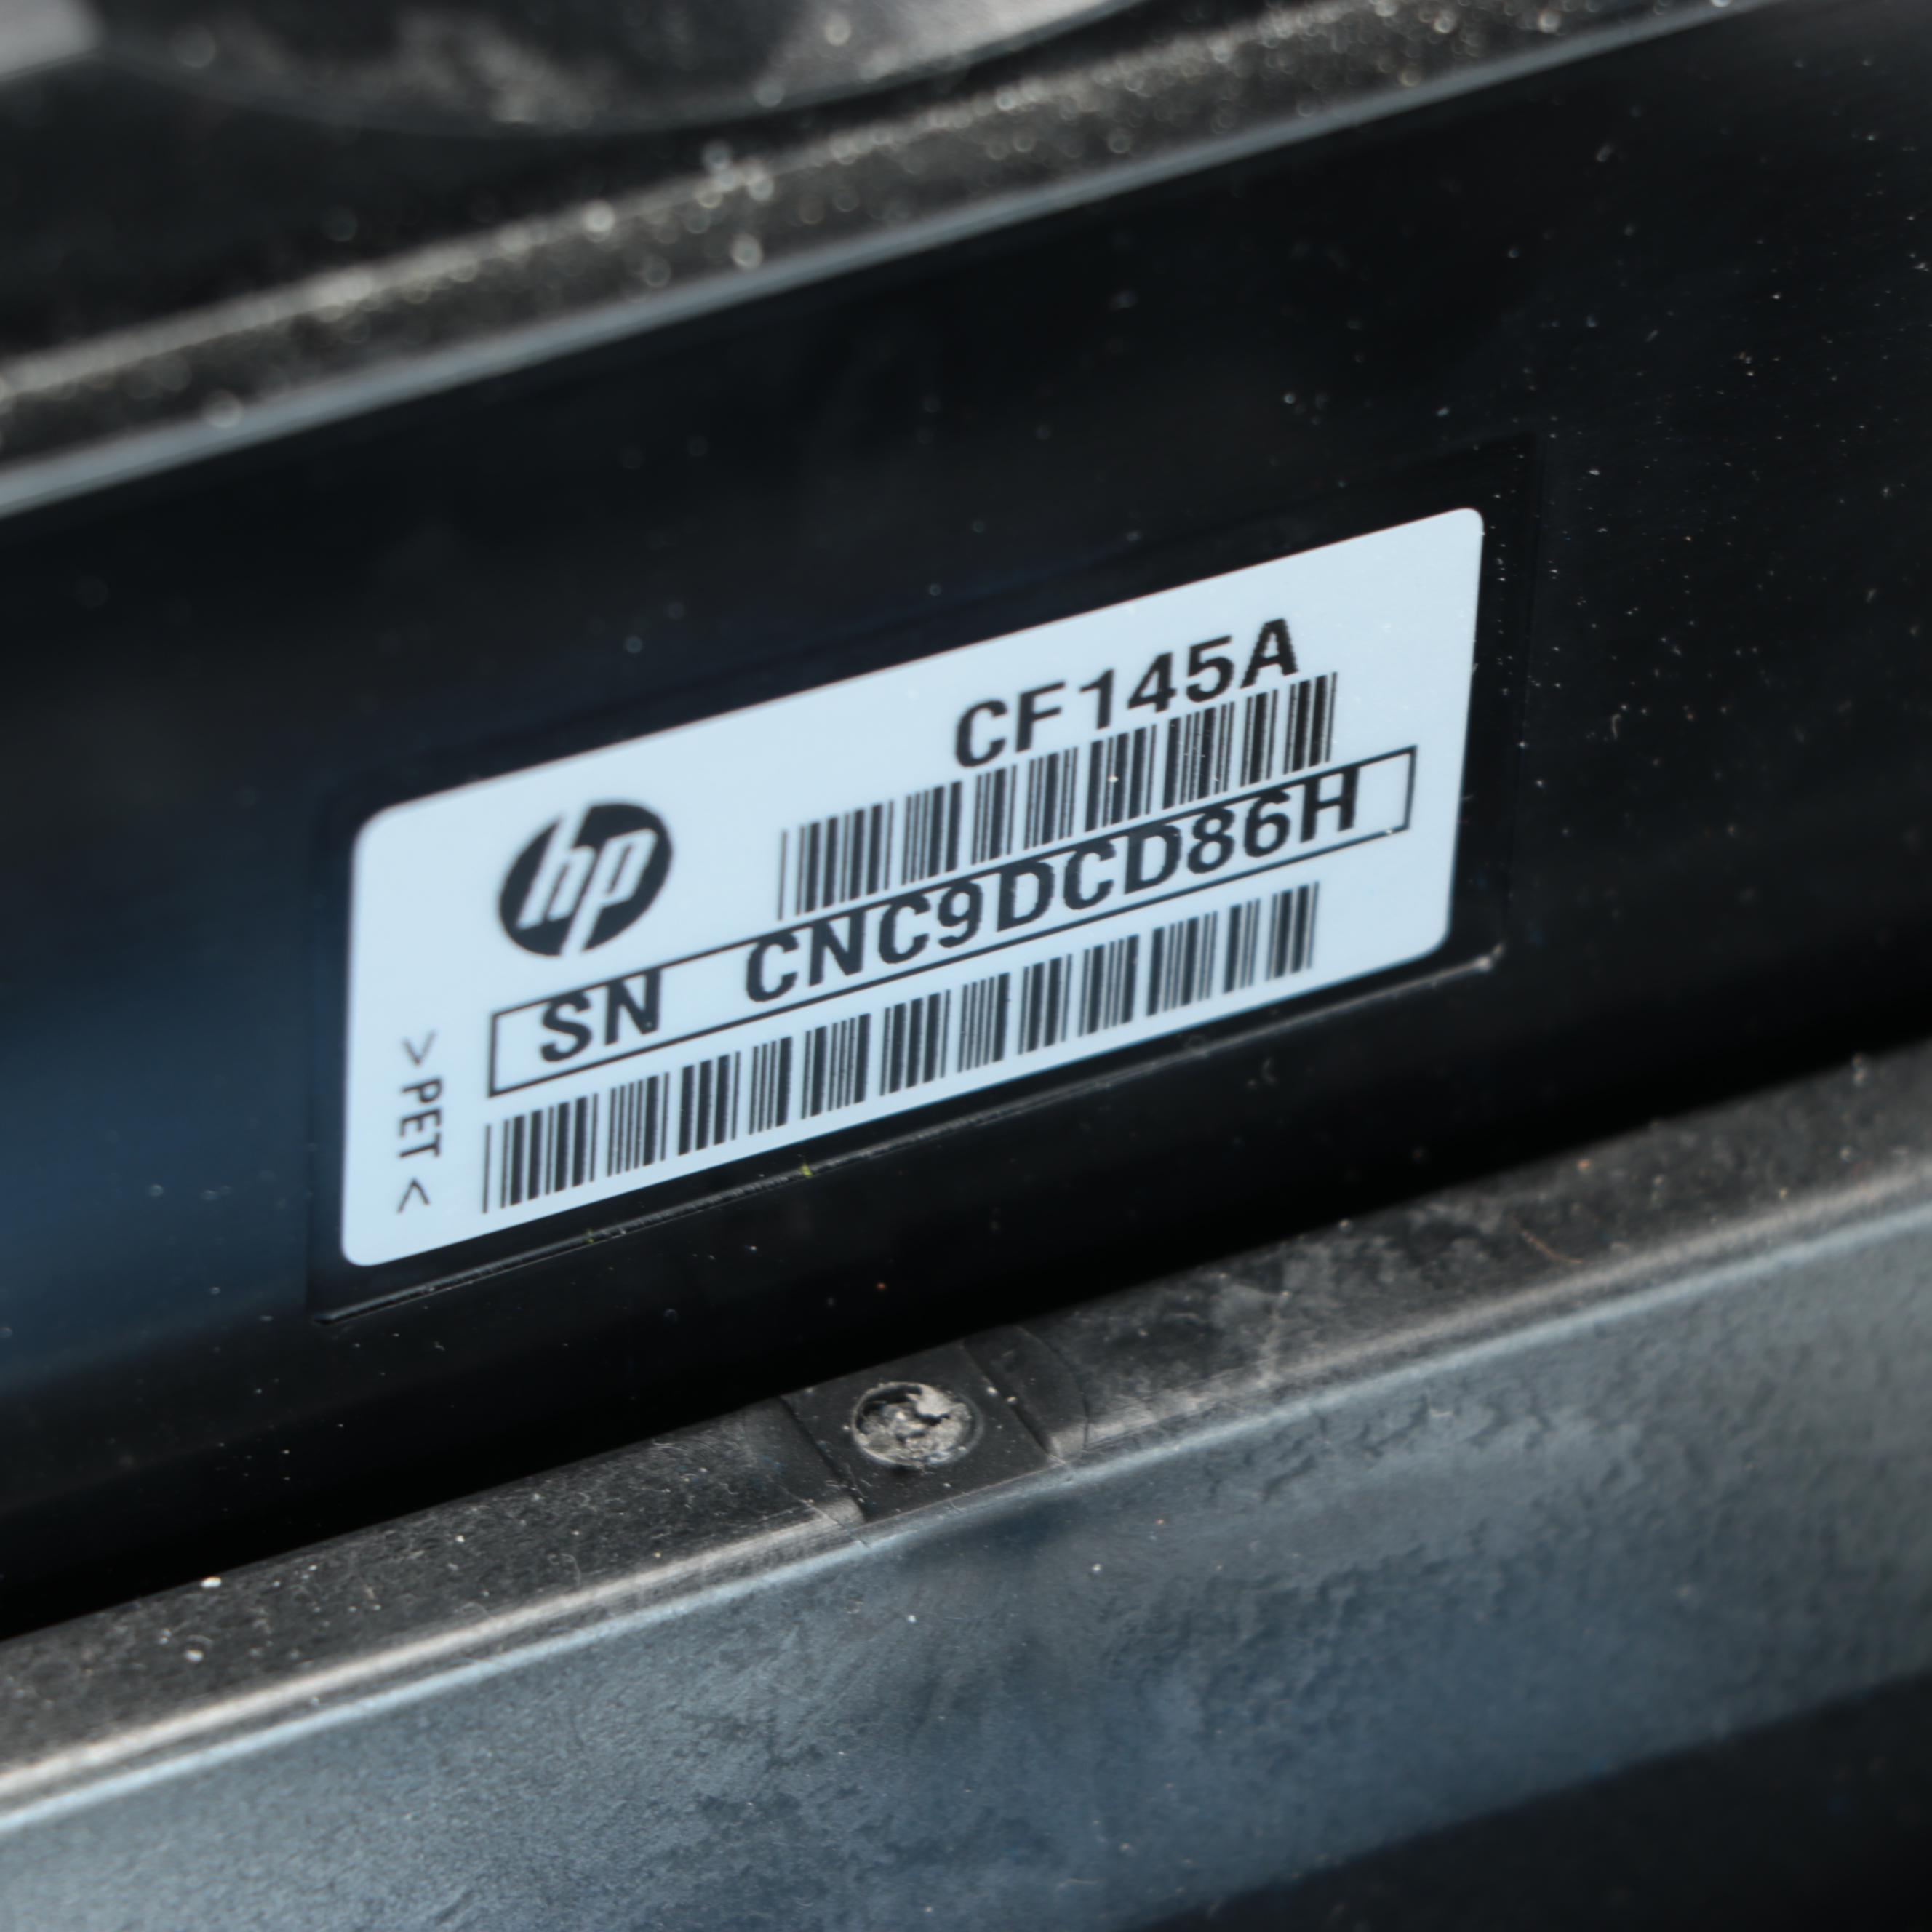 CF145A
hp
SN CNC9DCD86H
>PET<